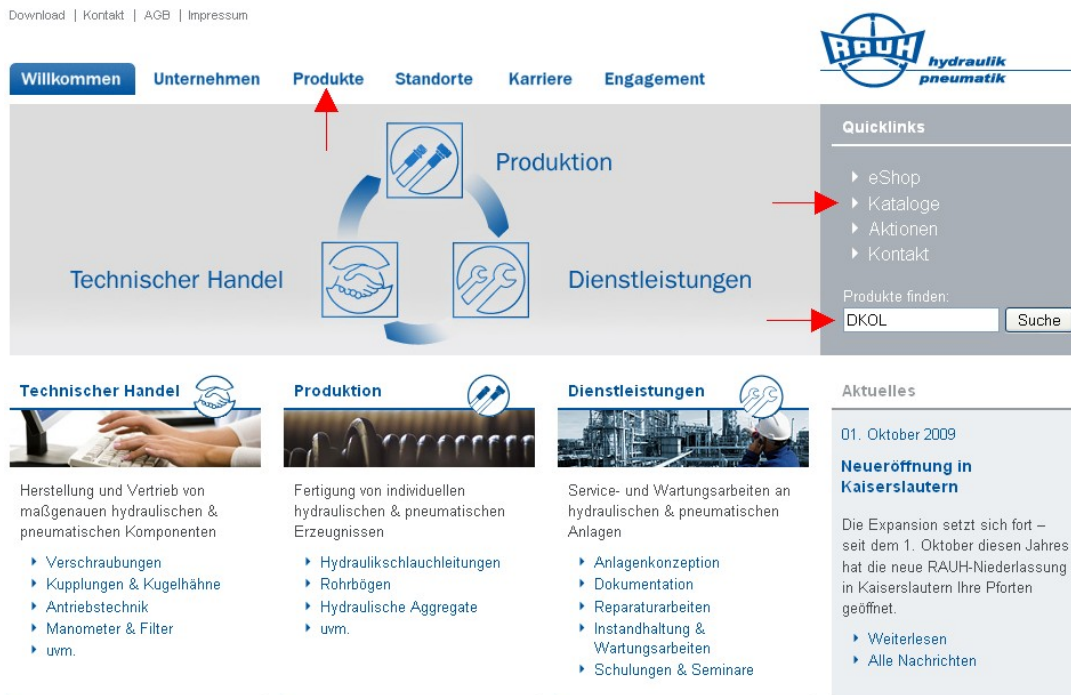 Download | Kontakt | AGB | Impressum
RAUH
hydraulik
pneumatik
Willkommen Unternehmen Produkte Standorte Karriere Engagement
Produktion
Technischer Handel
Dienstleistungen
Quicklinks
eShop
Kataloge
Aktionen
Kontakt
Produkte finden:
DKOL Suche
Technischer Handel
Herstellung und Vertrieb von
maßgenauen hydraulischen &
pneumatischen Komponenten
Verschraubungen
Kupplungen & Kugelhähne
Antriebstechnik
Manometer & Filter
uvm.
Produktion
Fertigung von individuellen
hydraulischen & pneumatischen
Erzeugnissen
Hydraulikschlauchleitungen
Rohrbögen
Hydraulische Aggregate
uvm.
Dienstleistungen
Service- und Wartungsarbeiten an
hydraulischen & pneumatischen
Anlagen
Anlagenkonzeption
Dokumentation
Reparaturarbeiten
Instandhaltung &
Wartungsarbeiten
Schulungen & Seminare
Aktuelles
01. Oktober 2009
Neueröffnung in
Kaiserslautern
Die Expansion setzt sich fort –
seit dem 1. Oktober diesen Jahres
hat die neue RAUH-Niederlassung
in Kaiserslautern Ihre Pforten
geöffnet.
Weiterlesen
Alle Nachrichten